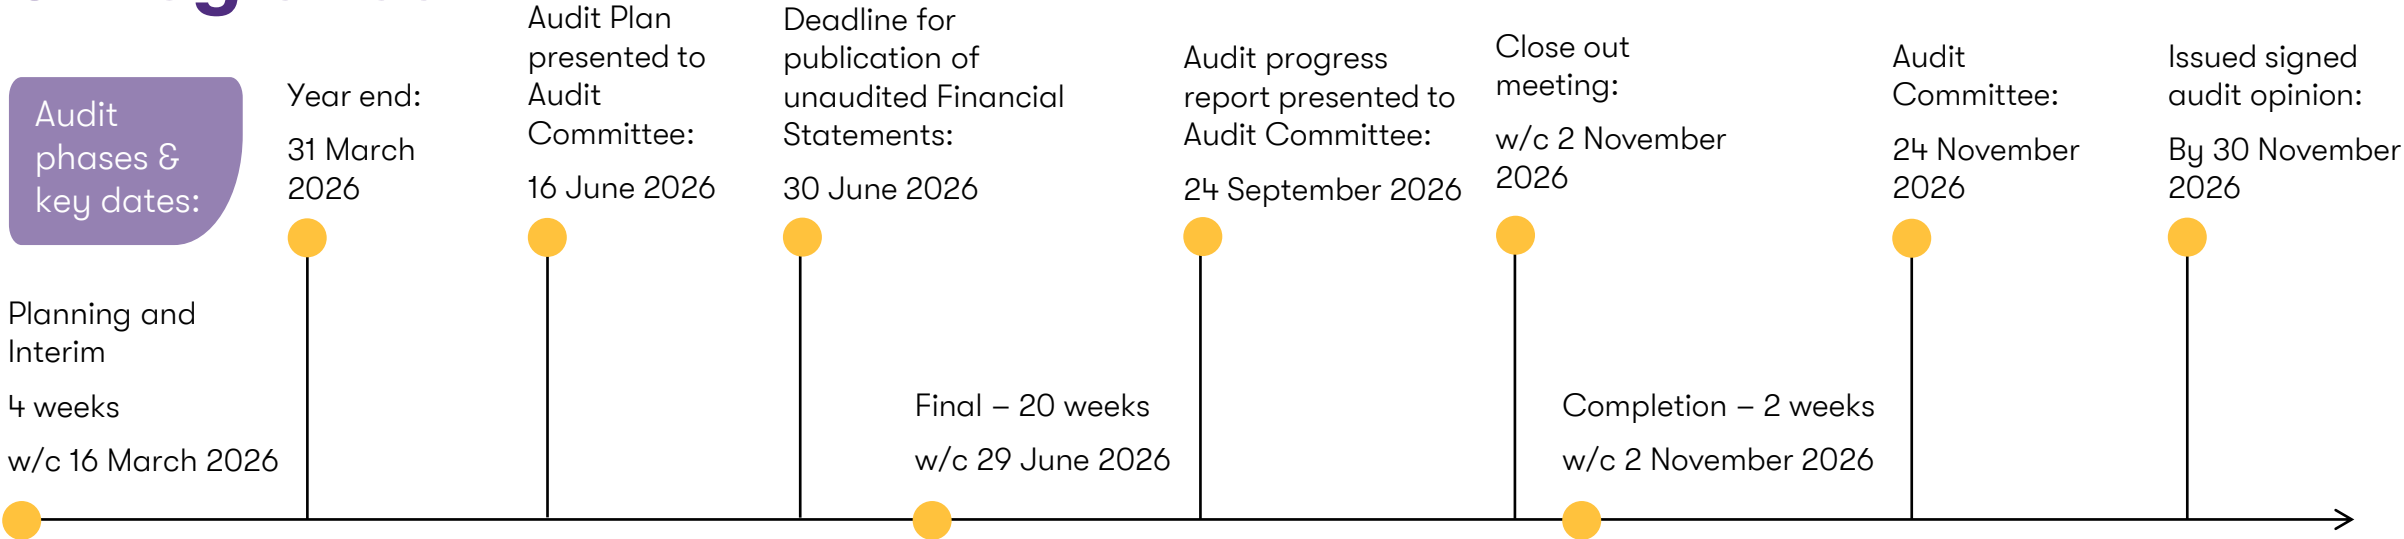 Audit
phases &
key dates:
Year end:
31 March
2026
Audit Plan
presented to
Audit
Committee:
16 June 2026
Deadline for
publication of
unaudited Financial
Statements:
30 June 2026
Audit progress
report presented to
Audit Committee:
24 September 2026
Close out
meeting:
w/c 2 November
2026
Audit
Committee:
24 November
2026
Issued signed
audit opinion:
By 30 November
2026
Planning and
Interim
4 weeks
w/c 16 March 2026
Final – 20 weeks
w/c 29 June 2026
Completion – 2 weeks
w/c 2 November 2026